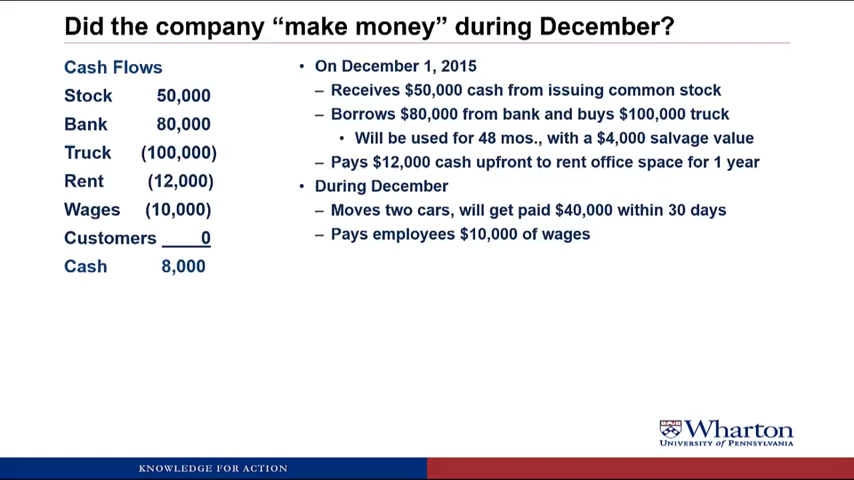 Did the company “make money” during December?
Cash Flows
Stock 50,000
Bank 80,000
Truck (100,000)
Rent (12,000)
Wages (10,000)
Customers 0
Cash 8,000
• On December 1, 2015
– Receives $50,000 cash from issuing common stock
– Borrows $80,000 from bank and buys $100,000 truck
• Will be used for 48 mos., with a $4,000 salvage value
– Pays $12,000 cash upfront to rent office space for 1 year
• During December
– Moves two cars, will get paid $40,000 within 30 days
– Pays employees $10,000 of wages
Wharton
UNIVERSITY of PENNSYLVANIA
KNOWLEDGE FOR ACTION